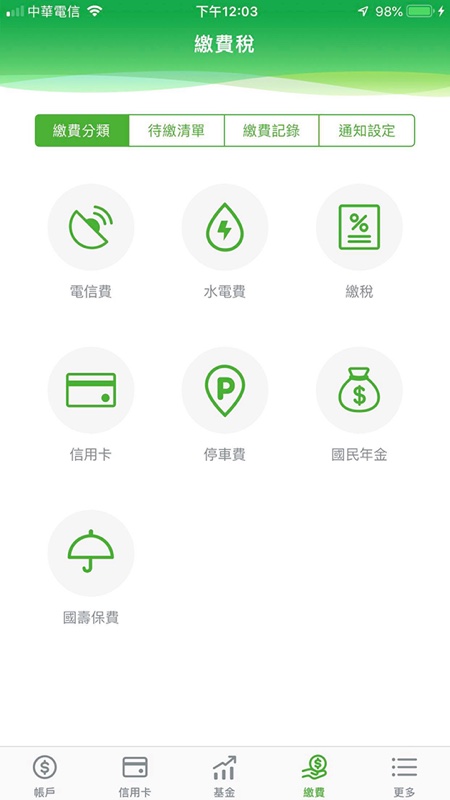 中華電信 下午12:03 98%
繳費稅
繳費分類 待繳清單 繳費記錄 通知設定
電信費 水電費 繳稅
P
信用卡 停車費 國民年金
國壽保費
帳戶 信用卡 基金 繳費 更多